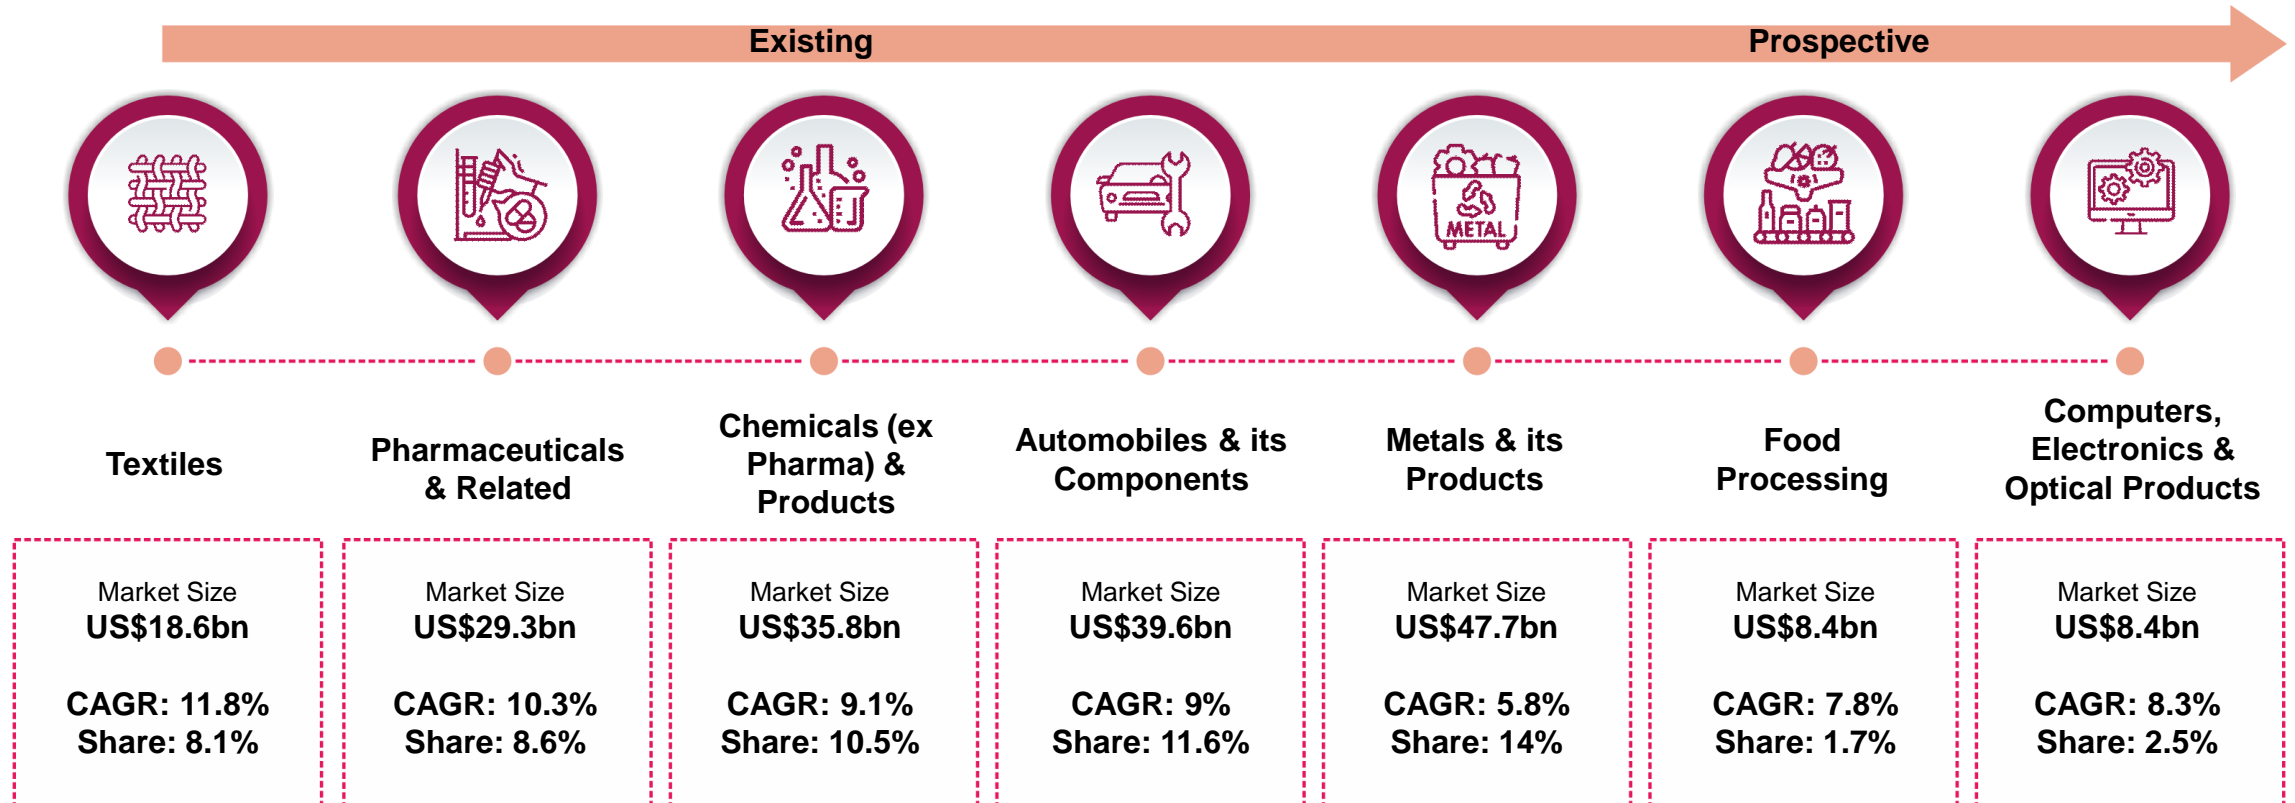 Existing
Prospective
METAL
Textiles
Pharmaceuticals
& Related
Chemicals (ex
Pharma) &
Products
Automobiles & its
Components
Metals & its
Products
Food
Processing
Computers,
Electronics &
Optical Products
Market Size
US$18.6bn
CAGR: 11.8%
Share: 8.1%
Market Size
US$29.3bn
CAGR: 10.3%
Share: 8.6%
Market Size
US$35.8bn
CAGR: 9.1%
Share: 10.5%
Market Size
US$39.6bn
CAGR: 9%
Share: 11.6%
Market Size
US$47.7bn
CAGR: 5.8%
Share: 14%
Market Size
US$8.4bn
CAGR: 7.8%
Share: 1.7%
Market Size
US$8.4bn
CAGR: 8.3%
Share: 2.5%